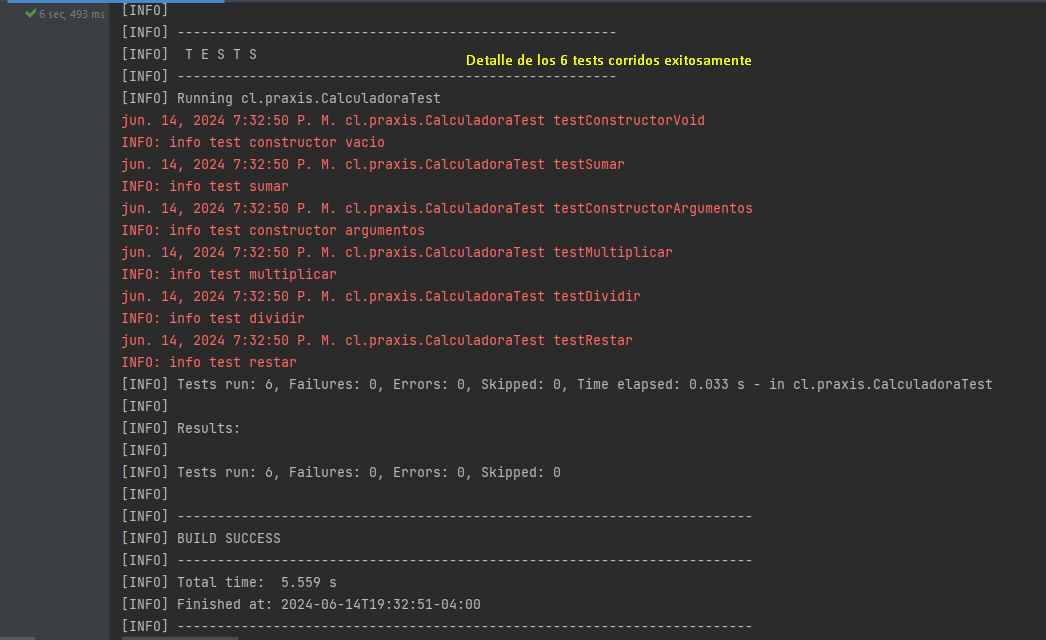 6 sec, 493 ms
[INFO]
[INFO] -------------------------------------------------------
[INFO]  T E S T S
Detalle de los 6 tests corridos exitosamente
[INFO] -------------------------------------------------------
[INFO] Running cl.praxis.CalculadoraTest
jun. 14, 2024 7:32:50 P. M. cl.praxis.CalculadoraTest testConstructorVoid
INFO: info test constructor vacio
jun. 14, 2024 7:32:50 P. M. cl.praxis.CalculadoraTest testSumar
INFO: info test sumar
jun. 14, 2024 7:32:50 P. M. cl.praxis.CalculadoraTest testConstructorArgumentos
INFO: info test constructor argumentos
jun. 14, 2024 7:32:50 P. M. cl.praxis.CalculadoraTest testMultiplicar
INFO: info test multiplicar
jun. 14, 2024 7:32:50 P. M. cl.praxis.CalculadoraTest testDividir
INFO: info test dividir
jun. 14, 2024 7:32:50 P. M. cl.praxis.CalculadoraTest testRestar
INFO: info test restar
[INFO] Tests run: 6, Failures: 0, Errors: 0, Skipped: 0, Time elapsed: 0.033 s - in cl.praxis.CalculadoraTest
[INFO]
[INFO] Results:
[INFO]
[INFO] Tests run: 6, Failures: 0, Errors: 0, Skipped: 0
[INFO]
[INFO] ------------------------------------------------------------------------
[INFO] BUILD SUCCESS
[INFO] ------------------------------------------------------------------------
[INFO] Total time:  5.559 s
[INFO] Finished at: 2024-06-14T19:32:51-04:00
[INFO] ------------------------------------------------------------------------